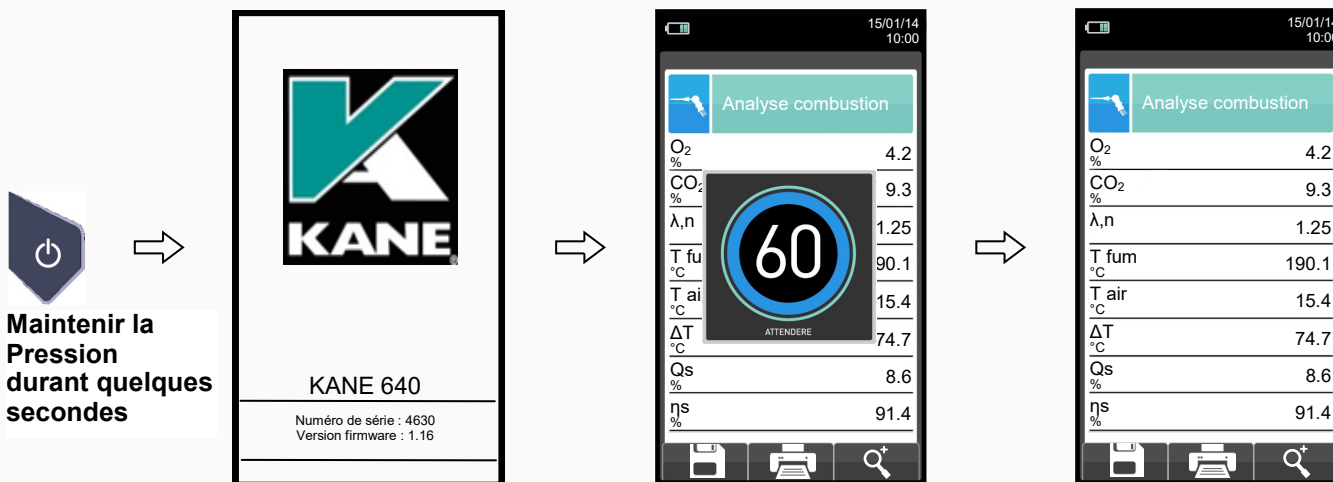 Maintenir la
Pression
durant quelques
secondes
KANE
KANE 640
Numéro de série : 4630
Version firmware : 1.16
15/01/14
10:00
Analyse combustion
O₂
%
4.2
CO₂
%
9.3
λ,n
1.25
T fu
°C
90.1
T ai
°C
15.4
ΔT
°C
74.7
Qs
%
8.6
ηs
%
91.4
60
ATTENDERE
15/01/14
10:00
Analyse combustion
O₂
%
4.2
CO₂
%
9.3
λ,n
1.25
T fum
°C
190.1
T air
°C
15.4
ΔT
°C
74.7
Qs
%
8.6
ηs
%
91.4